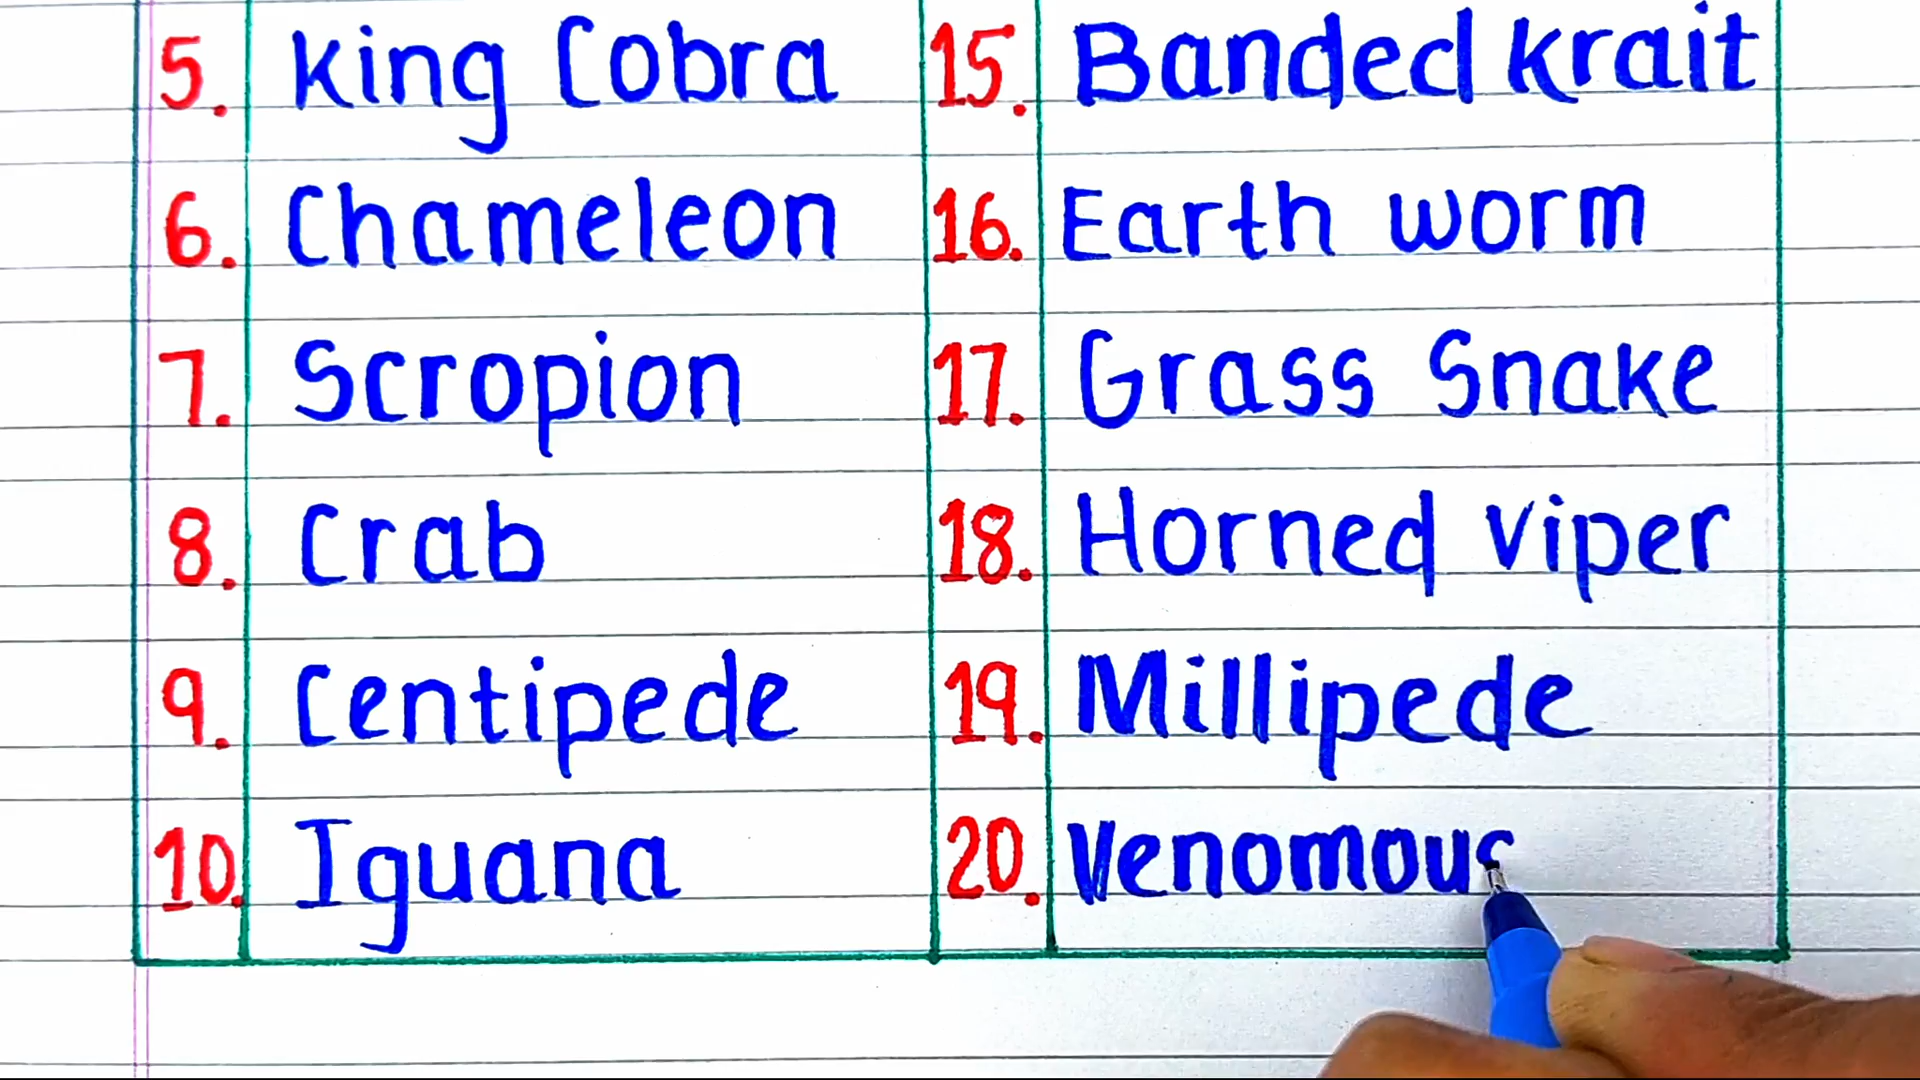 5. King Cobra 15. Banded Krait
6. Chameleon 16. Earth worm
7. Scropion 17. Grass Snake
8. Crab 18. Horned viper
9. Centipede 19. Millipede
10. Iguana 20. Venomous